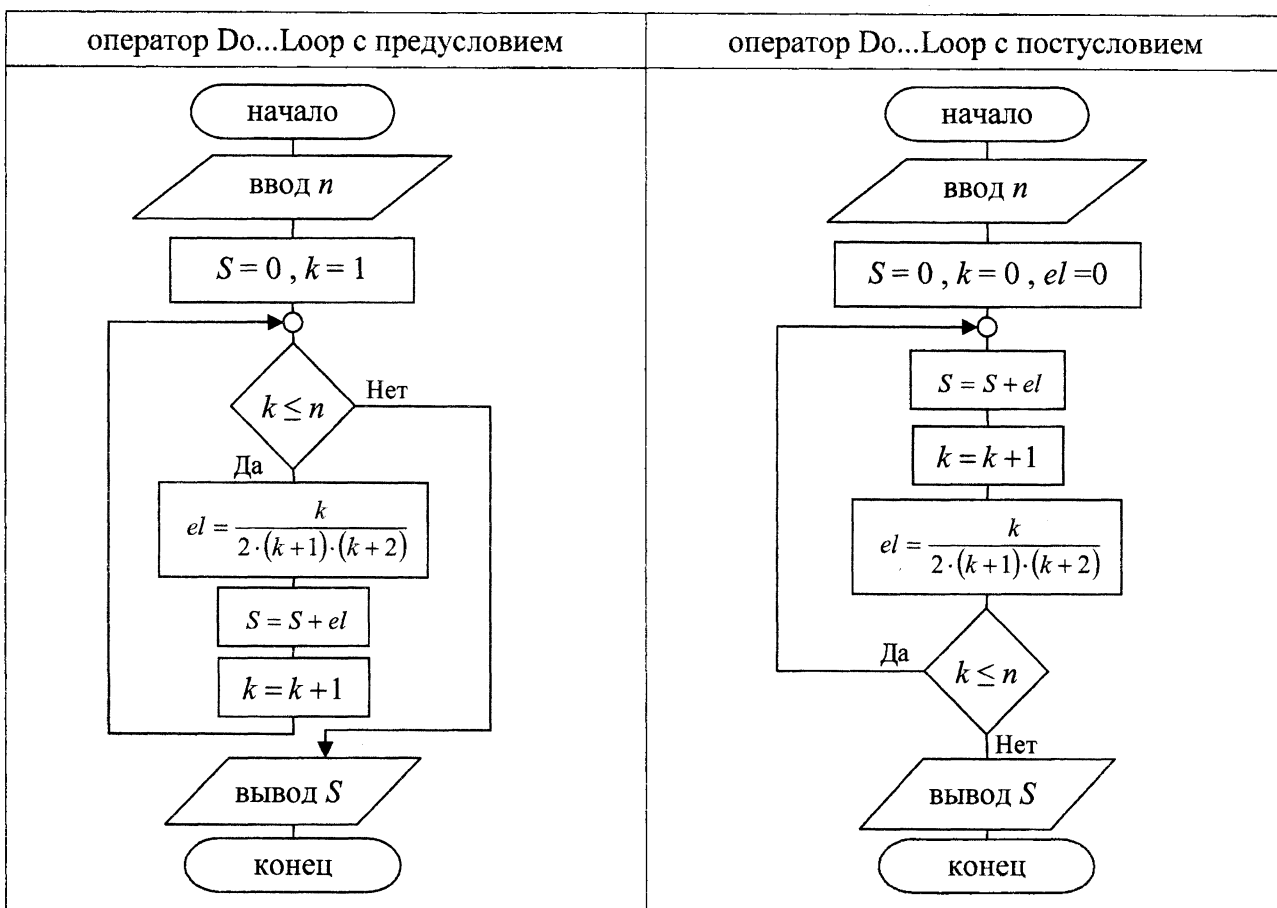 оператор Do...Loop с предусловием
начало
ввод n
S = 0 , k = 1
k ≤ n
Нет
Да
el = k / 2·(k+1)·(k+2)
S = S + el
k = k + 1
вывод S
конец
оператор Do...Loop с постусловием
начало
ввод n
S = 0 , k = 0 , el =0
S = S + el
k = k + 1
el = k / 2·(k+1)·(k+2)
Да
k ≤ n
Нет
вывод S
конец